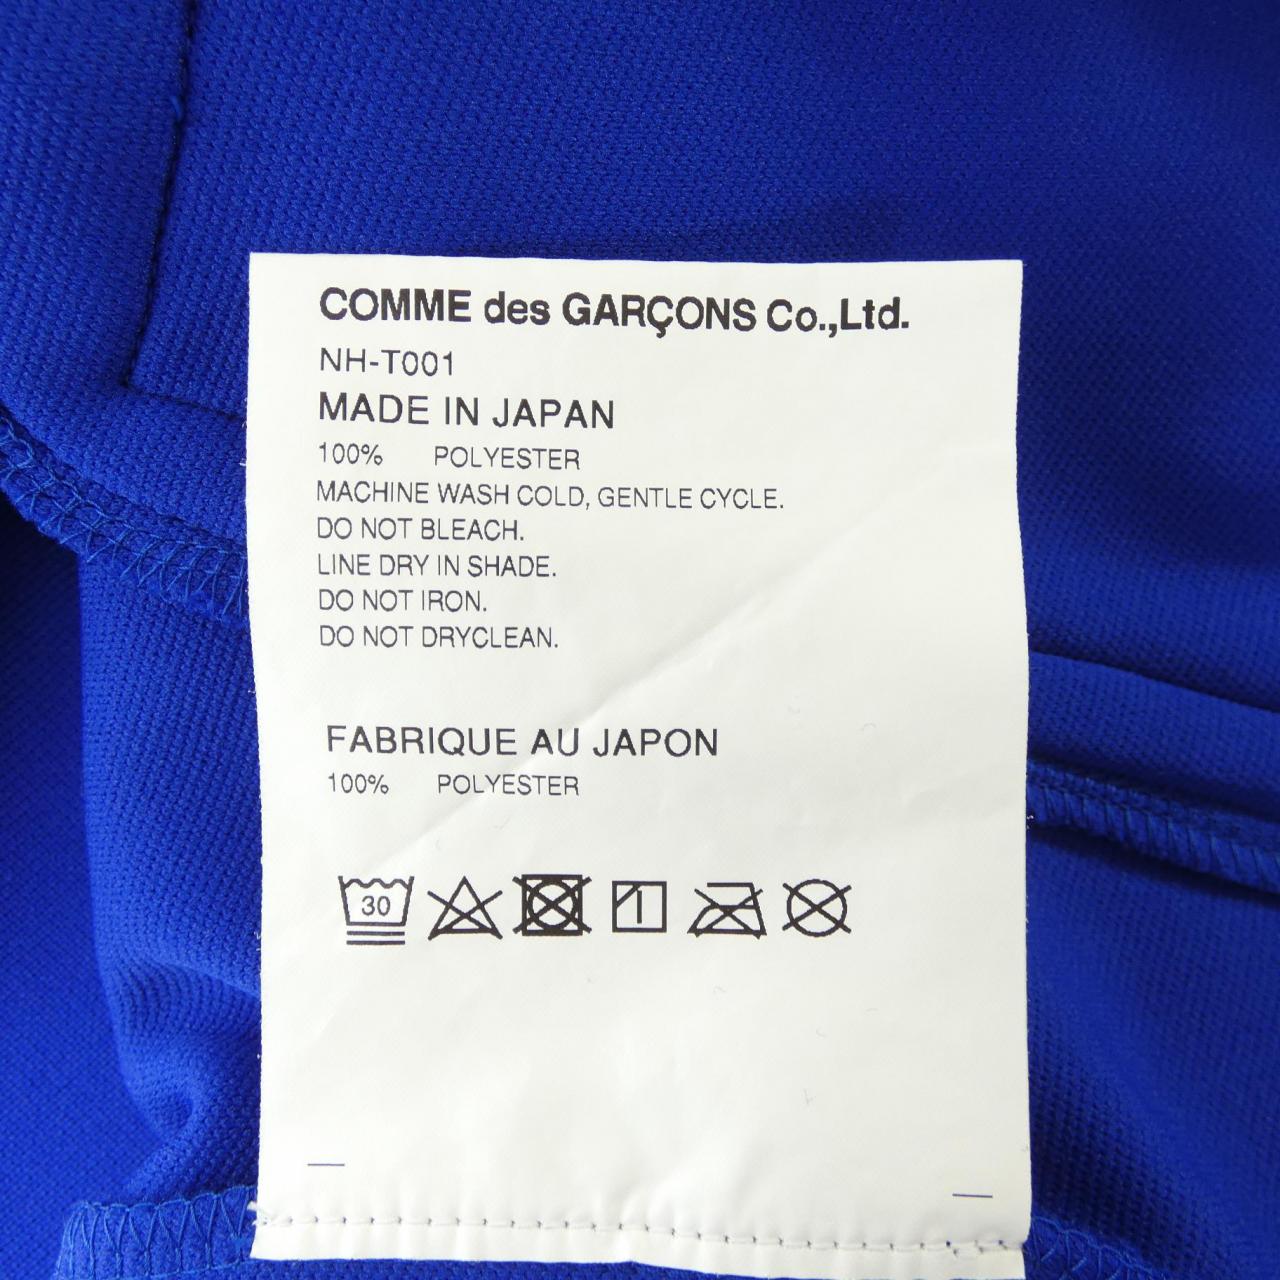 COMME des GARÇONS Co.,Ltd.
NH-T001
MADE IN JAPAN
100% POLYESTER
MACHINE WASH COLD, GENTLE CYCLE.
DO NOT BLEACH.
LINE DRY IN SHADE.
DO NOT IRON.
DO NOT DRYCLEAN.
FABRIQUE AU JAPON
100% POLYESTER
30